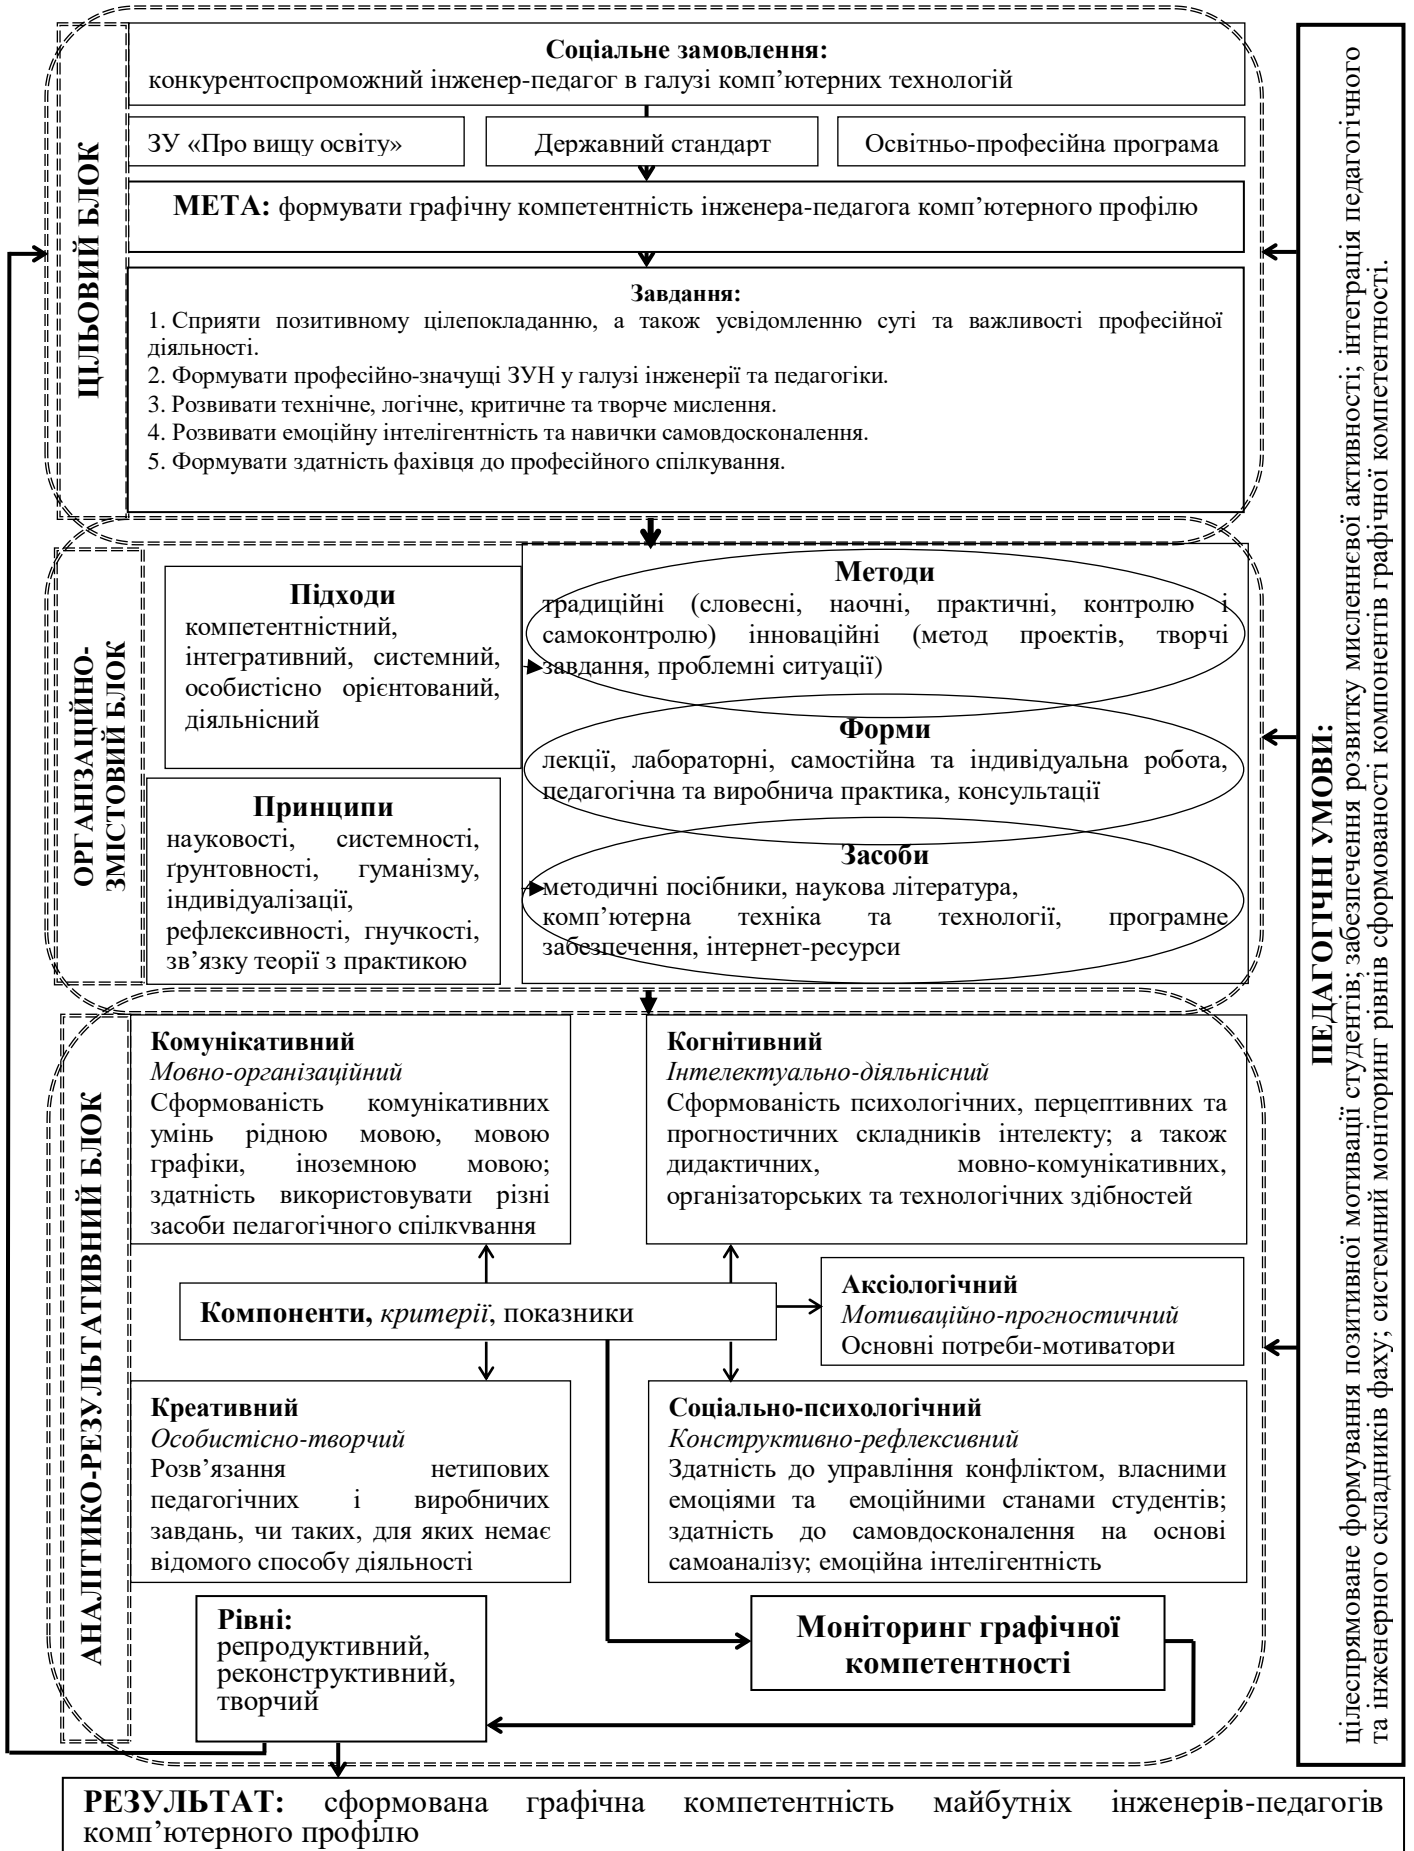 Соціальне замовлення:
конкурентоспроможний інженер-педагог в галузі комп’ютерних технологій
ЗУ «Про вищу освіту»
Державний стандарт
Освітньо-професійна програма
МЕТА: формувати графічну компетентність інженера-педагога комп’ютерного профілю
ЦІЛЬОВИЙ БЛОК
Завдання:
1. Сприяти позитивному цілепокладанню, а також усвідомленню суті та важливості професійної
діяльності.
2. Формувати професійно-значущі ЗУН у галузі інженерії та педагогіки.
3. Розвивати технічне, логічне, критичне та творче мислення.
4. Розвивати емоційну інтелігентність та навички самовдосконалення.
5. Формувати здатність фахівця до професійного спілкування.
ОРГАНІЗАЦІЙНО-
ЗМІСТОВИЙ БЛОК
Підходи
компетентністний,
інтегративний, системний,
особистісно орієнтований,
діяльнісний
Принципи
науковості, системності,
ґрунтовності, гуманізму,
індивідуалізації,
рефлексивності, гнучкості,
зв’язку теорії з практикою
Методи
традиційні (словесні, наочні, практичні, контролю і
самоконтролю) інноваційні (метод проектів, творчі
завдання, проблемні ситуації)
Форми
лекції, лабораторні, самостійна та індивідуальна робота,
педагогічна та виробнича практика, консультації
Засоби
методичні посібники, наукова література,
комп’ютерна техніка та технології, програмне
забезпечення, інтернет-ресурси
АНАЛІТИКО-РЕЗУЛЬТАТИВНИЙ БЛОК
Комунікативний
Мовно-організаційний
Сформованість комунікативних
умінь рідною мовою, мовою
графіки, іноземною мовою;
здатність використовувати різні
засоби педагогічного спілкування
Когнітивний
Інтелектуально-діяльнісний
Сформованість психологічних, перцептивних та
прогностичних складників інтелекту; а також
дидактичних, мовно-комунікативних,
організаторських та технологічних здібностей
Компоненти, критерії, показники
Аксіологічний
Мотиваційно-прогностичний
Основні потреби-мотиватори
Креативний
Особистісно-творчий
Розв’язання нетипових
педагогічних і виробничих
завдань, чи таких, для яких немає
відомого способу діяльності
Соціально-психологічний
Конструктивно-рефлексивний
Здатність до управління конфліктом, власними
емоціями та емоційними станами студентів;
здатність до самовдосконалення на основі
самоаналізу; емоційна інтелігентність
Рівні:
репродуктивний,
реконструктивний,
творчий
Моніторинг графічної
компетентності
ПЕДАГОГІЧНІ УМОВИ:
цілеспрямоване формування позитивної мотивації студентів; забезпечення розвитку мисленнєвої активності; інтеграція педагогічного
та інженерного складників фаху; системний моніторинг рівнів сформованості компонентів графічної компетентності.
РЕЗУЛЬТАТ: сформована графічна компетентність майбутніх інженерів-педагогів
комп’ютерного профілю